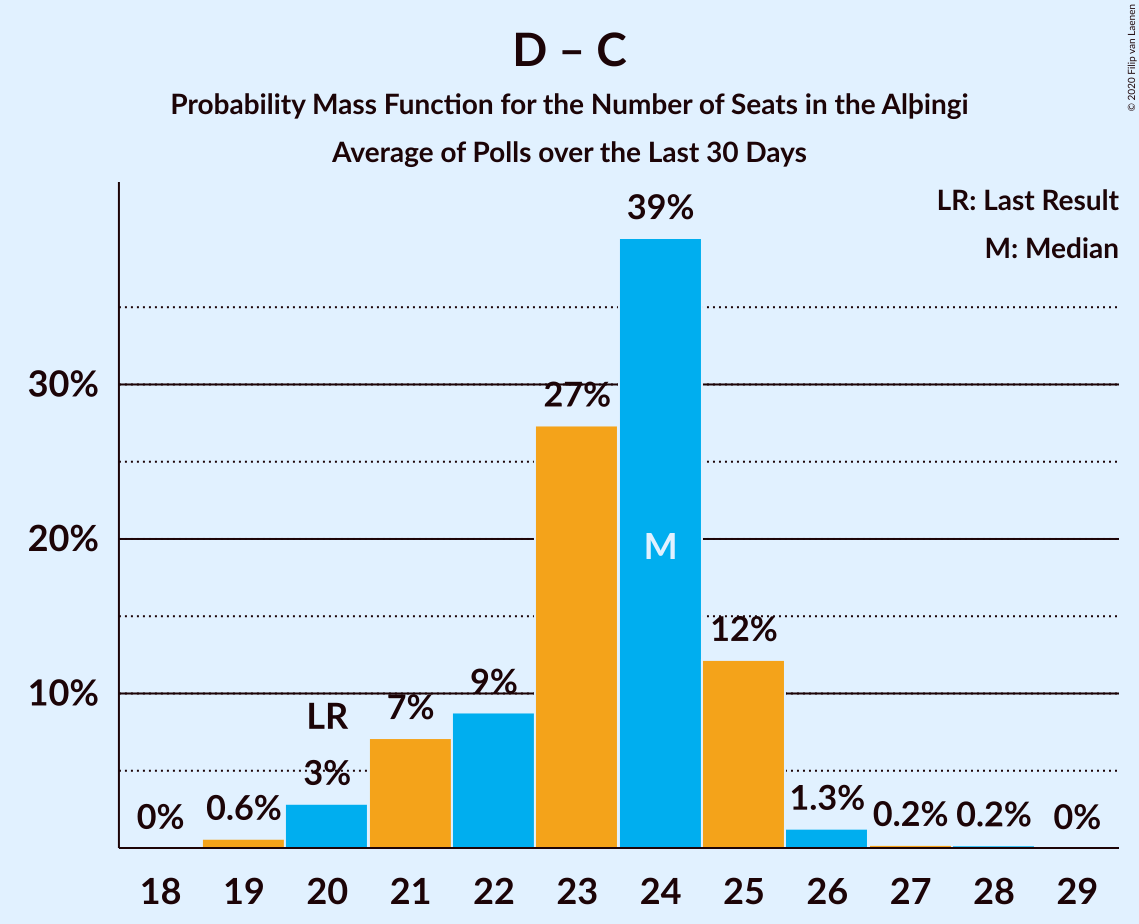 D – C
Probability Mass Function for the Number of Seats in the Alþingi
Average of Polls over the Last 30 Days
© 2020 Filip van Laenen
LR: Last Result
M: Median
39%
30%
27%
20%
M
12%
10%
9%
7%
LR
3%
1.3%
0.6%
0.2%
0.2%
0%
0%
18 19 20 21 22 23 24 25 26 27 28 29